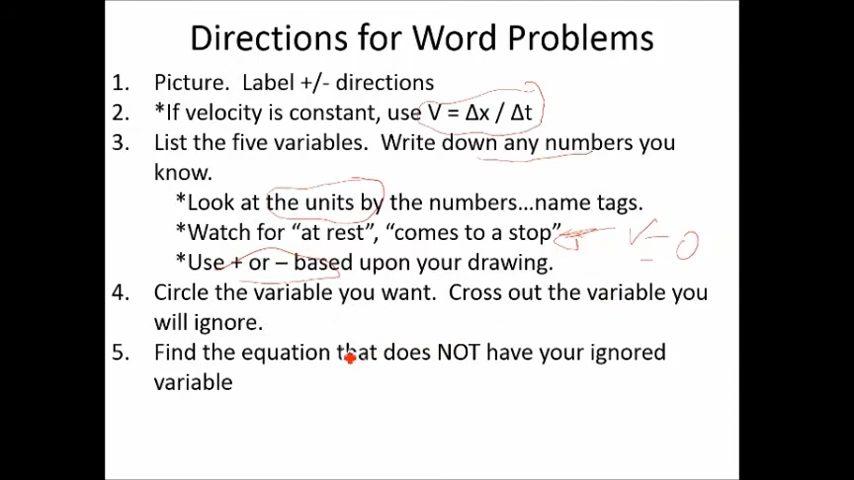 Directions for Word Problems
1. Picture. Label +/- directions
2. *If velocity is constant, use V = Δx / Δt
3. List the five variables. Write down any numbers you
know.
*Look at the units by the numbers…name tags.
*Watch for “at rest”, “comes to a stop” V = 0
*Use + or – based upon your drawing.
4. Circle the variable you want. Cross out the variable you
will ignore.
5. Find the equation that does NOT have your ignored
variable